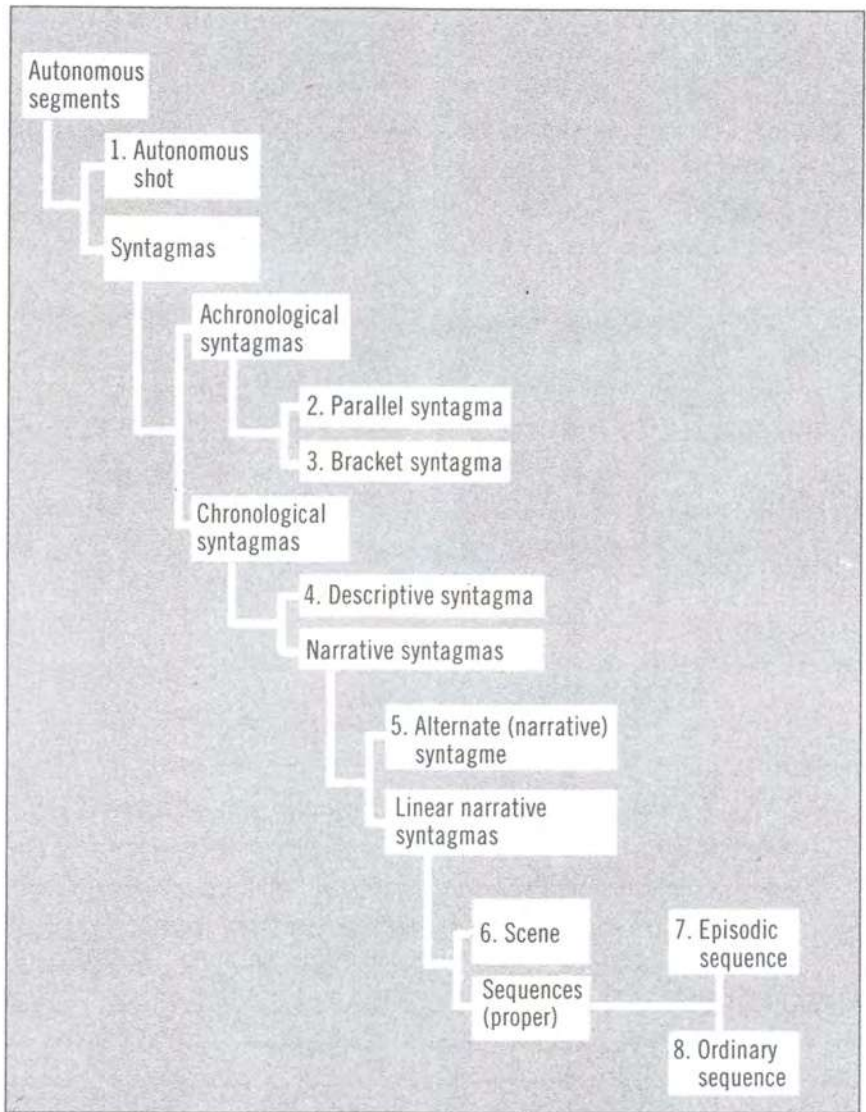 Autonomous
segments
1. Autonomous
shot
Syntagmas
Achronological
syntagmas
2. Parallel syntagma
3. Bracket syntagma
Chronological
syntagmas
4. Descriptive syntagma
Narrative syntagmas
5. Alternate (narrative)
syntagme
Linear narrative
syntagmas
6. Scene
Sequences
(proper)
7. Episodic
sequence
8. Ordinary
sequence